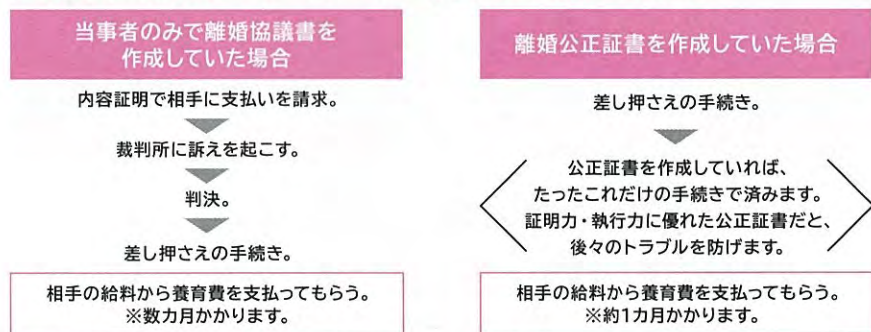 当事者のみで離婚協議書を
作成していた場合
内容証明で相手に支払いを請求。
裁判所に訴えを起こす。
判決。
差し押さえの手続き。
相手の給料から養育費を支払ってもらう。
※数カ月かかります。
離婚公正証書を作成していた場合
差し押さえの手続き。
公正証書を作成していれば、
たったこれだけの手続きで済みます。
証明力・執行力に優れた公正証書だと、
後々のトラブルを防げます。
相手の給料から養育費を支払ってもらう。
※約1カ月かかります。